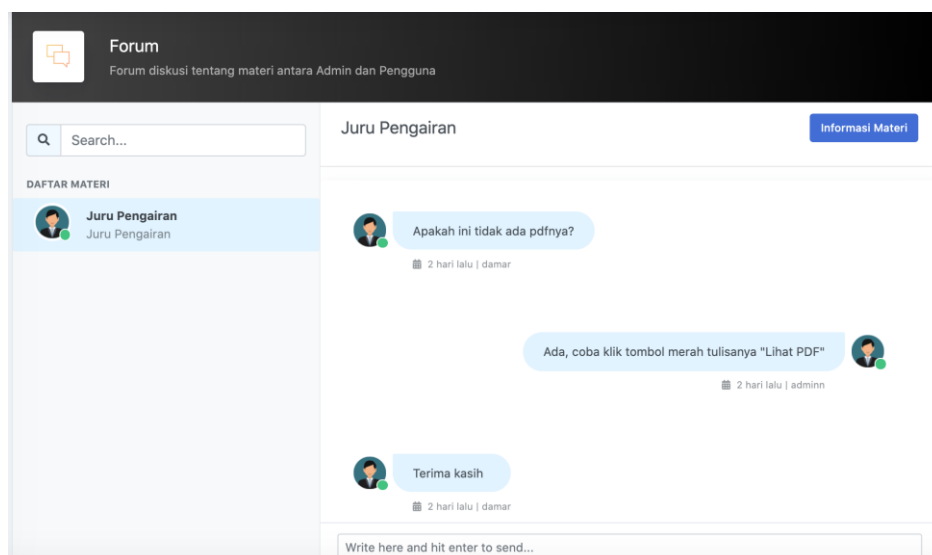 Forum
Forum diskusi tentang materi antara Admin dan Pengguna
Search...
DAFTAR MATERI
Juru Pengairan
Juru Pengairan
Juru Pengairan
Informasi Materi
Apakah ini tidak ada pdfnya?
2 hari lalu | damar
Ada, coba klik tombol merah tulisanya "Lihat PDF"
2 hari lalu | adminn
Terima kasih
2 hari lalu | damar
Write here and hit enter to send...